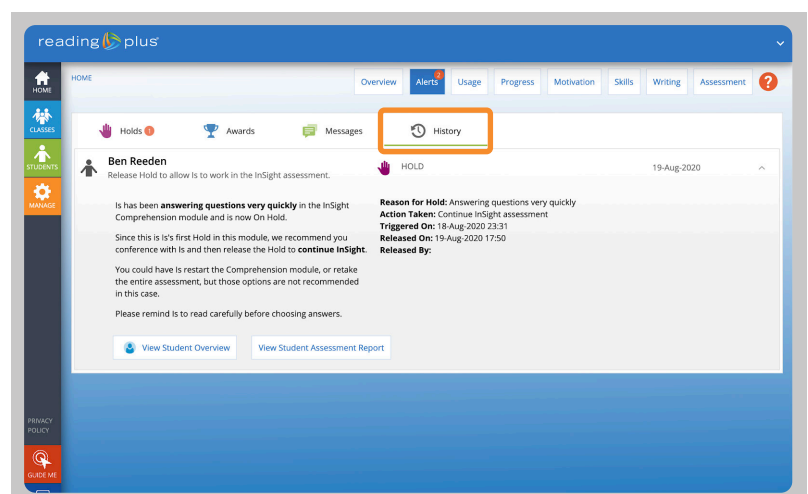 reading plus
HOME
CLASSES
STUDENTS
MANAGE
PRIVACY
POLICY
GUIDE ME
HOME
Overview
Alerts 2
Usage
Progress
Motivation
Skills
Writing
Assessment
?
Holds
Awards
Messages
History
Ben Reeden
Release Hold to allow Is to work in the InSight assessment.
HOLD
19-Aug-2020
Is has been answering questions very quickly in the InSight
Comprehension module and is now On Hold.
Since this is Is's first Hold in this module, we recommend you
conference with Is and then release the Hold to continue InSight.
You could have Is restart the Comprehension module, or retake
the entire assessment, but those options are not recommended
in this case.
Please remind Is to read carefully before choosing answers.
Reason for Hold: Answering questions very quickly
Action Taken: Continue InSight assessment
Triggered On: 18-Aug-2020 23:31
Released On: 19-Aug-2020 17:50
Released By:
View Student Overview
View Student Assessment Report